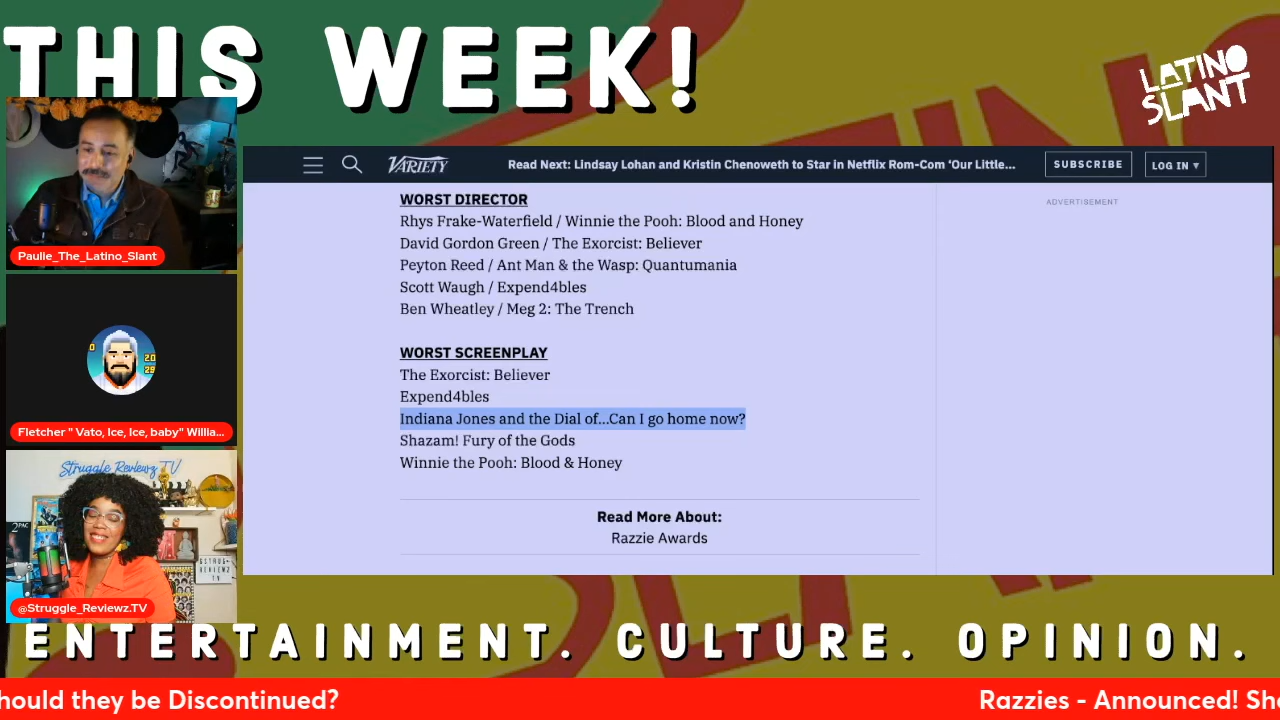 THIS WEEK!
LATINO
SLANT
VARIETY
Read Next: Lindsay Lohan and Kristin Chenoweth to Star in Netflix Rom-Com 'Our Little...
SUBSCRIBE
LOG IN ▾
ADVERTISEMENT
WORST DIRECTOR
Rhys Frake-Waterfield / Winnie the Pooh: Blood and Honey
David Gordon Green / The Exorcist: Believer
Peyton Reed / Ant Man & the Wasp: Quantumania
Scott Waugh / Expend4bles
Ben Wheatley / Meg 2: The Trench
WORST SCREENPLAY
The Exorcist: Believer
Expend4bles
Indiana Jones and the Dial of...Can I go home now?
Shazam! Fury of the Gods
Winnie the Pooh: Blood & Honey
Read More About:
Razzie Awards
Paulie_The_Latino_Slant
0
20
29
Fletcher " Vato, Ice, Ice, baby" Willia...
Struggle Reviewz TV
2PAC
@Struggle_Reviewz.TV
ENTERTAINMENT. CULTURE. OPINION.
hould they be Discontinued?
Razzies - Announced! Sho